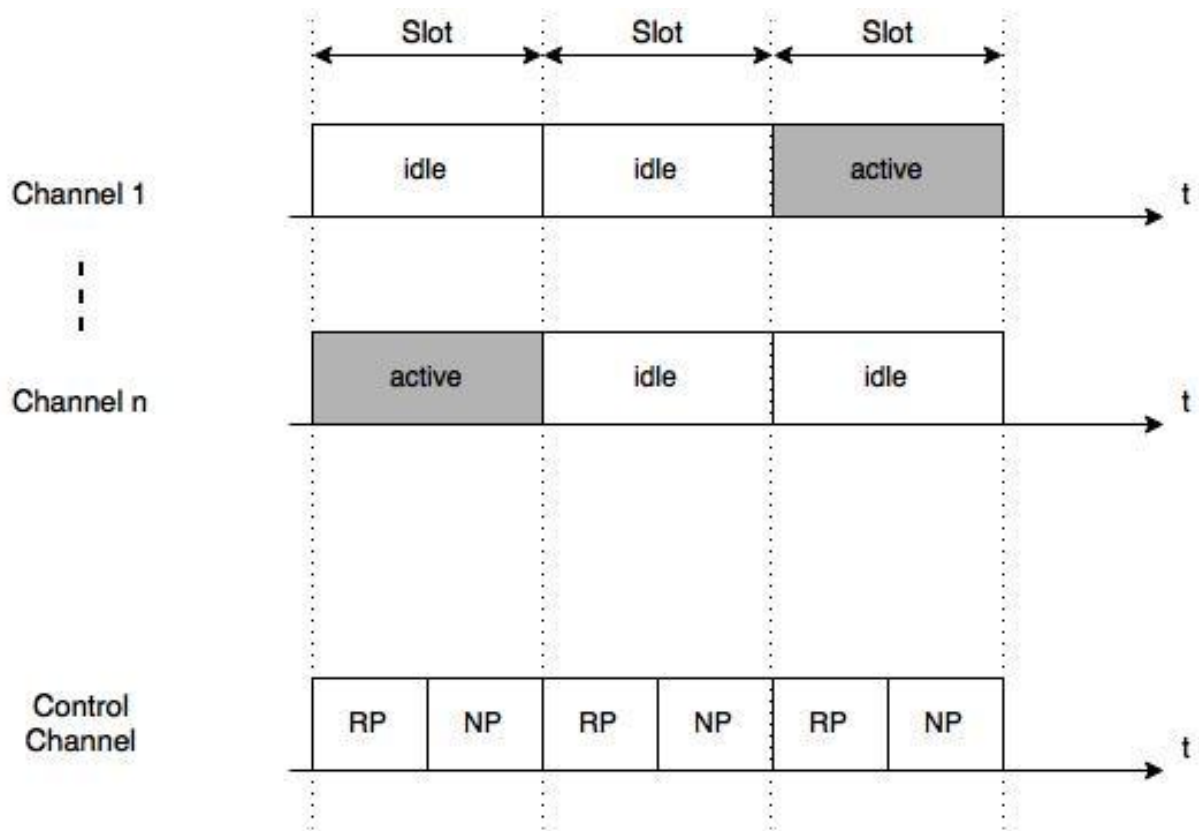 Slot Slot Slot
idle idle active
Channel 1 t
active idle idle
Channel n t
Control
Channel
RP NP RP NP RP NP
t